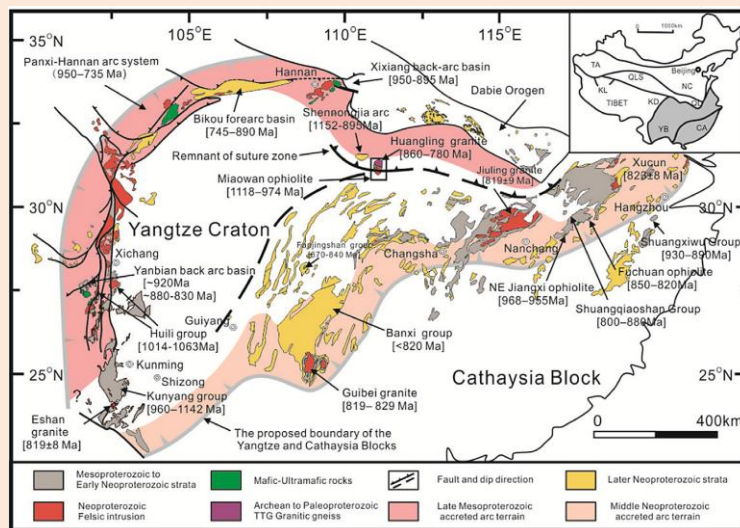 35°N
105°E
110°E
115°E
0 1000km
Panxi-Hannan arc system
(950–735 Ma)
Hannan
Xixiang back-arc basin
[950-895 Ma]
Dabie Orogen
Beijing
TA
QLS
NC
KL
TIBET
KD
YB
CA
Bikou forearc basin
[745-890 Ma]
Shennongjia arc
[1152-895Ma]
Huangling granite
[860–780 Ma]
Remnant of suture zone
Miaowan ophiolite
[1118–974 Ma]
Jiuling granite
[819±9 Ma]
Xucun
[823±8 Ma]
30°N
30°N
Hangzhou
Yangtze Craton
Xichang
Yanbian back arc basin
[~920Ma
~880-830 Ma]
Fanjingshan group
[870-840 Ma]
Changsha
Nanchang
Shuangxiwu Group
[930–890Ma]
Fuchuan ophiolite
[850–820Ma]
NE Jiangxi ophiolite
[968–955Ma]
Shuangqiaoshan Group
[800–880Ma]
Huili group
[1014-1063Ma]
Guiyang
Banxi group
[<820 Ma]
Kunming
Shizong
25°N
25°N
Cathaysia Block
?
Kunyang group
[960–1142 Ma]
Guibei granite
[819– 829 Ma]
Eshan
granite
[819±8 Ma]
The proposed boundary of the
Yangtze and Cathaysia Blocks
0 400km
Mesoproterozoic to
Early Neoproterozoic strata
Mafic-Ultramafic rocks
Fault and dip direction
Later Neoproterozoic strata
Neoproterozoic
Felsic intrusion
Archean to Paleoproterozoic
TTG Granitic gneiss
Late Mesoproterozoic
accreted arc terrain
Middle Neoproterozoic
accreted arc terrain